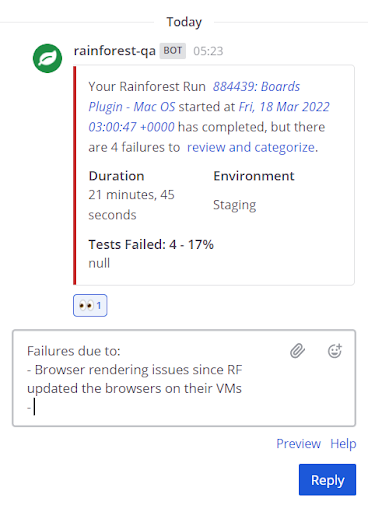 Today
rainforest-qa BOT 05:23
Your Rainforest Run 884439: Boards
Plugin - Mac OS started at Fri, 18 Mar 2022
03:00:47 +0000 has completed, but there
are 4 failures to review and categorize.
Duration
21 minutes, 45
seconds
Environment
Staging
Tests Failed: 4 - 17%
null
1
Failures due to:
- Browser rendering issues since RF
updated the browsers on their VMs
-
Preview Help
Reply